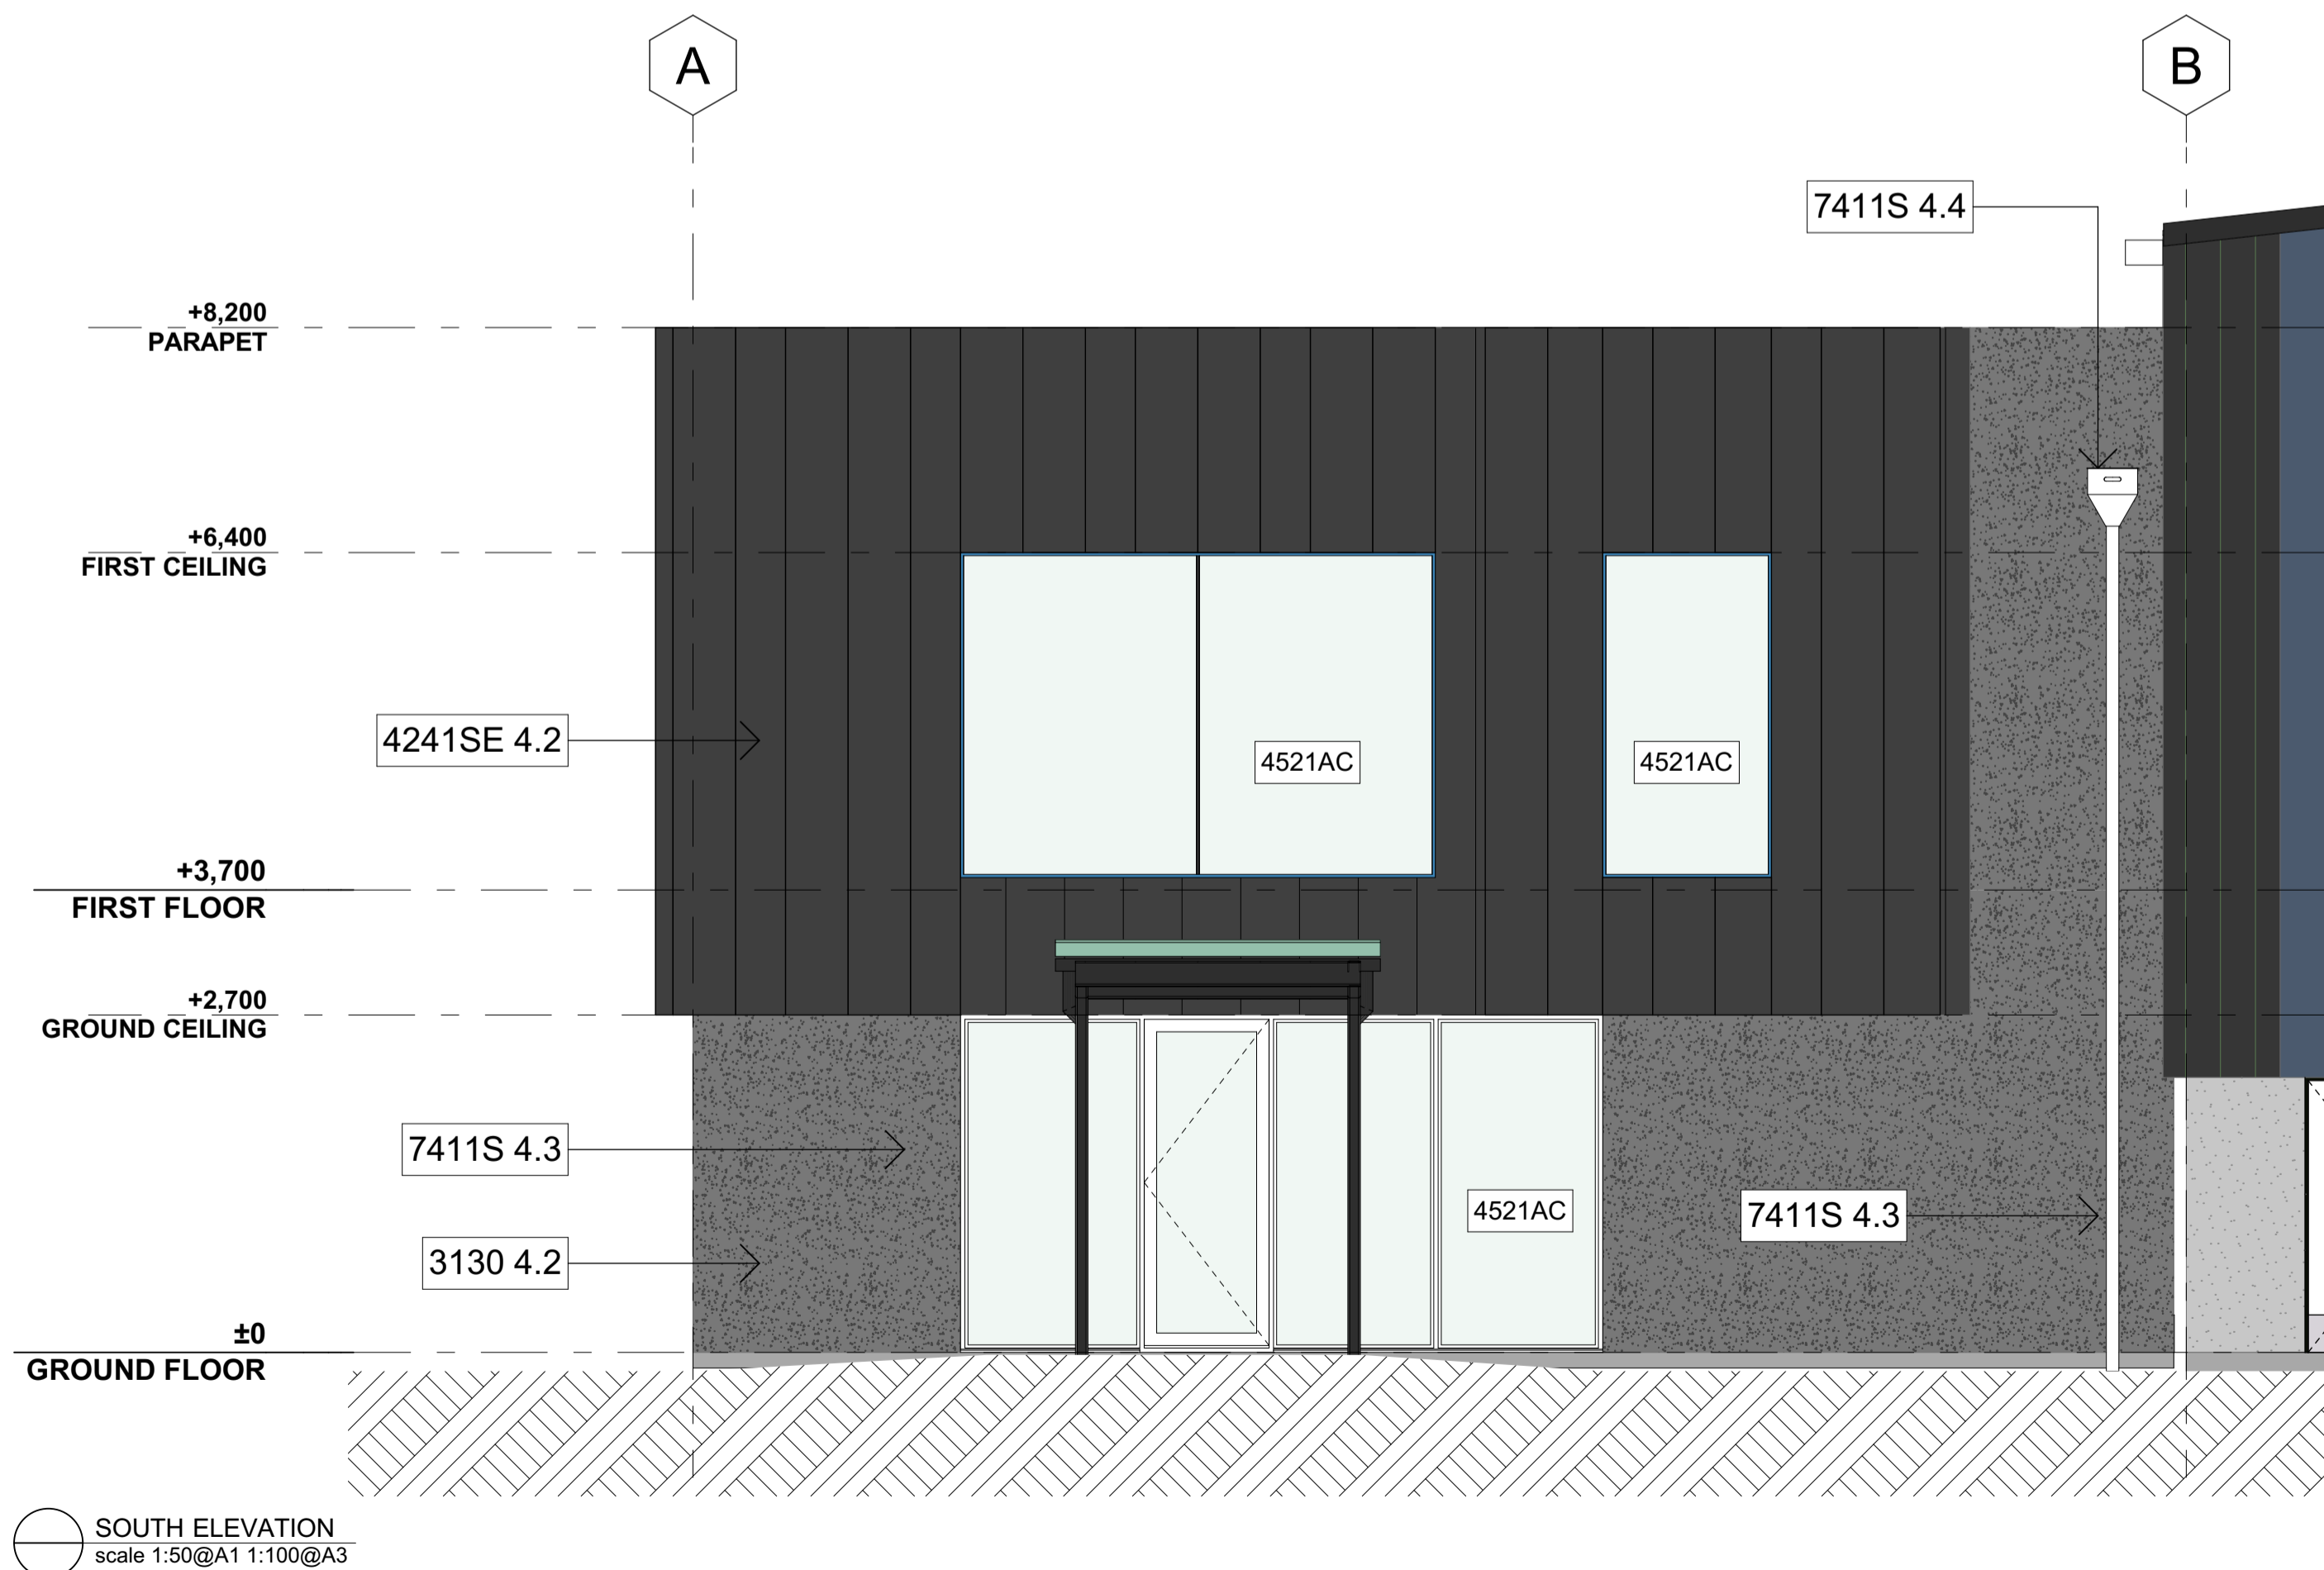 A
B
7411S 4.4
+8,200
PARAPET
+6,400
FIRST CEILING
4241SE 4.2
4521AC
4521AC
+3,700
FIRST FLOOR
+2,700
GROUND CEILING
7411S 4.3
4521AC
7411S 4.3
3130 4.2
±0
GROUND FLOOR
SOUTH ELEVATION
scale 1:50@A1 1:100@A3